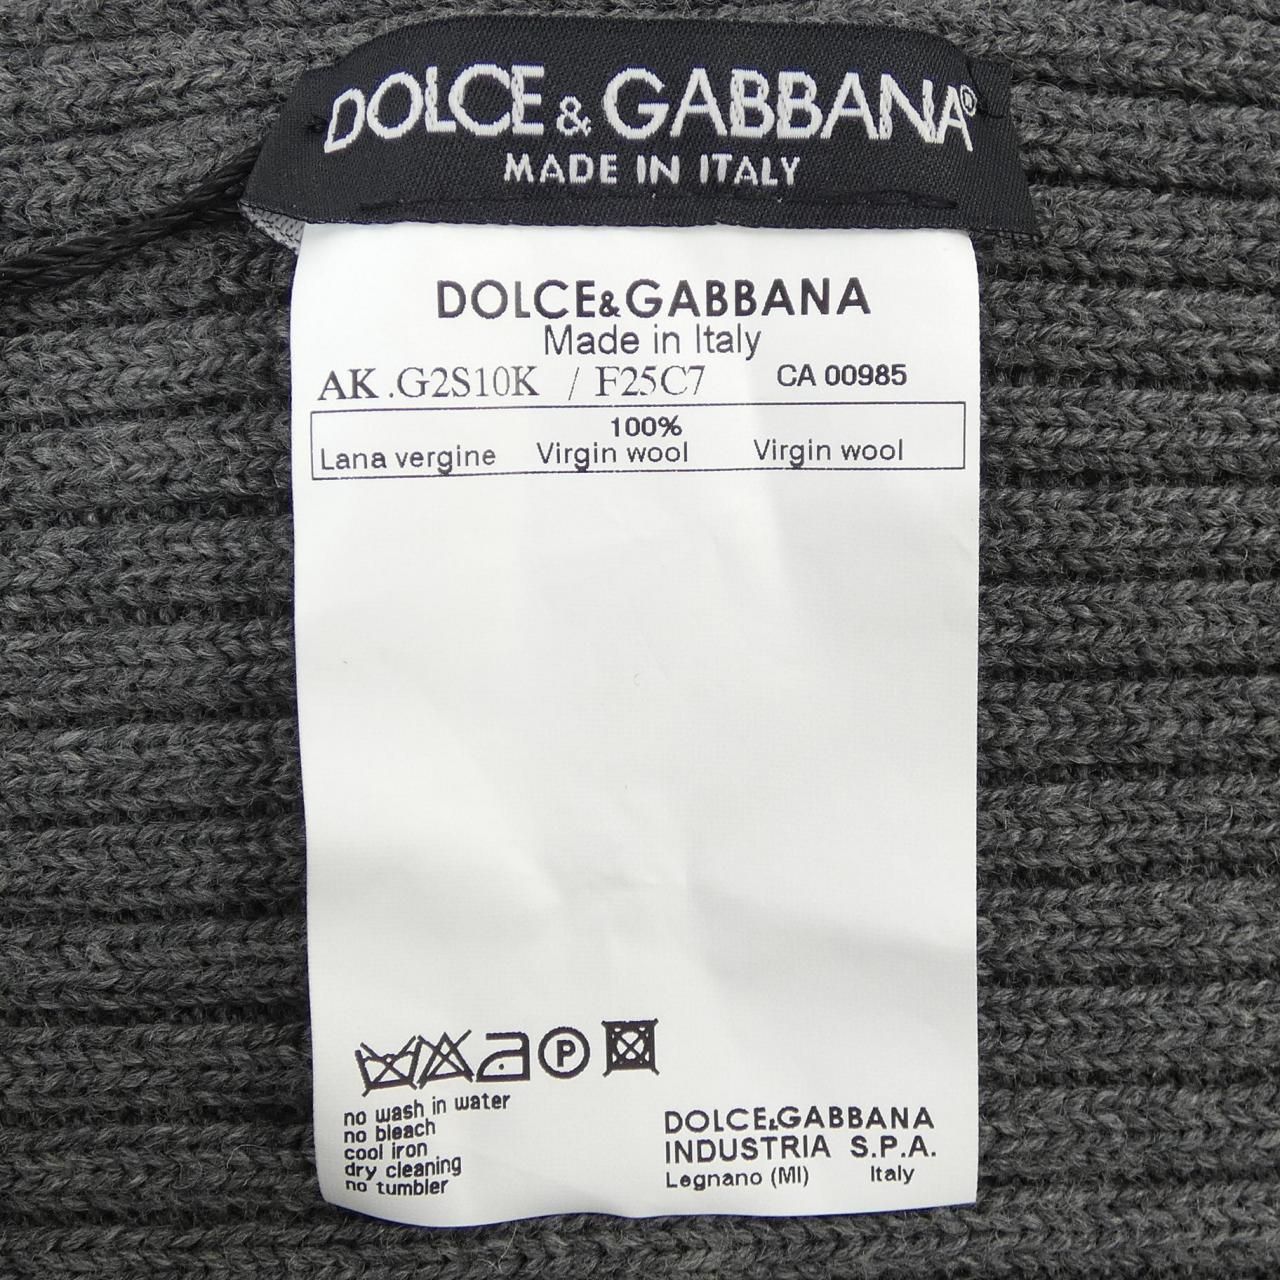 DOLCE & GABBANA®
MADE IN ITALY
DOLCE&GABBANA
Made in Italy
AK .G2S10K / F25C7 CA 00985
100%
Lana vergine Virgin wool Virgin wool
P
no wash in water
no bleach
cool iron
dry cleaning
no tumbler
DOLCE&GABBANA
INDUSTRIA S.P.A.
Legnano (MI) Italy